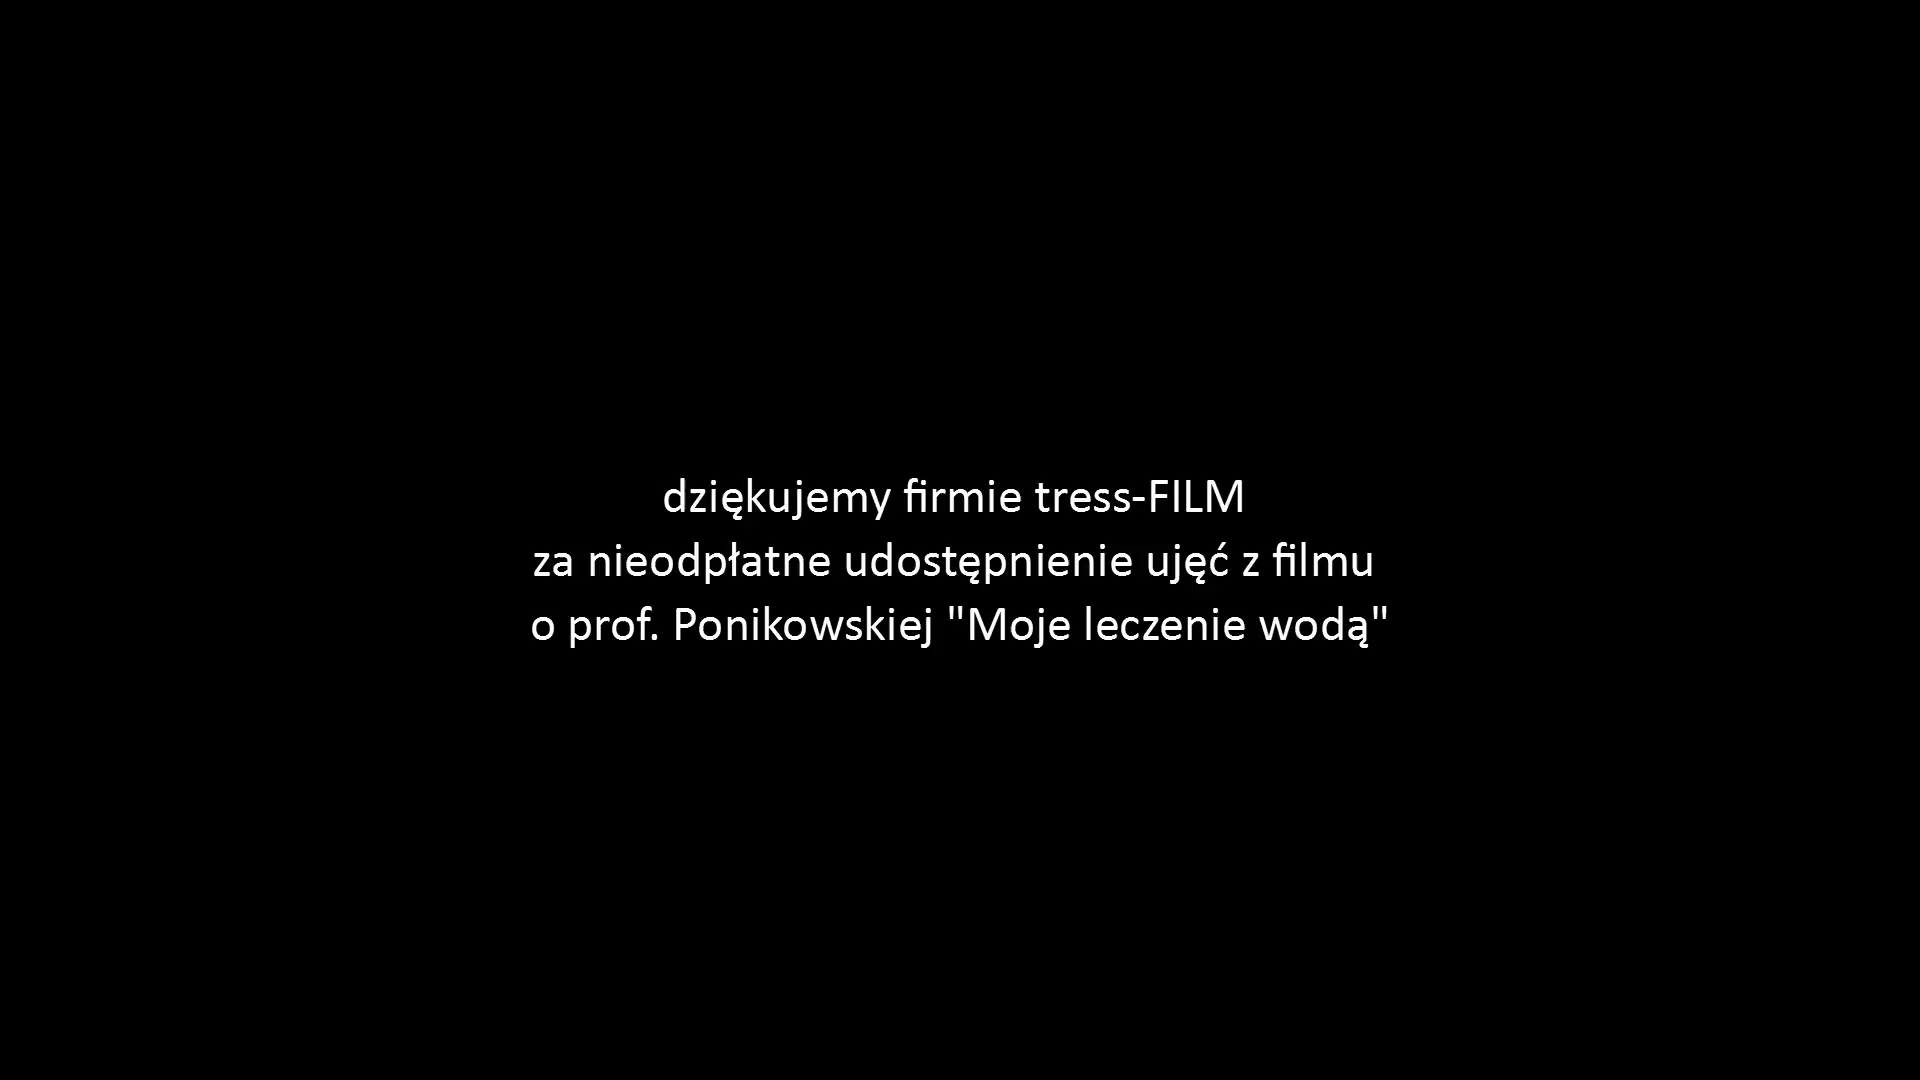 dziękujemy firmie tress-FILM
za nieodpłatne udostępnienie ujęć z filmu
o prof. Ponikowskiej "Moje leczenie wodą"